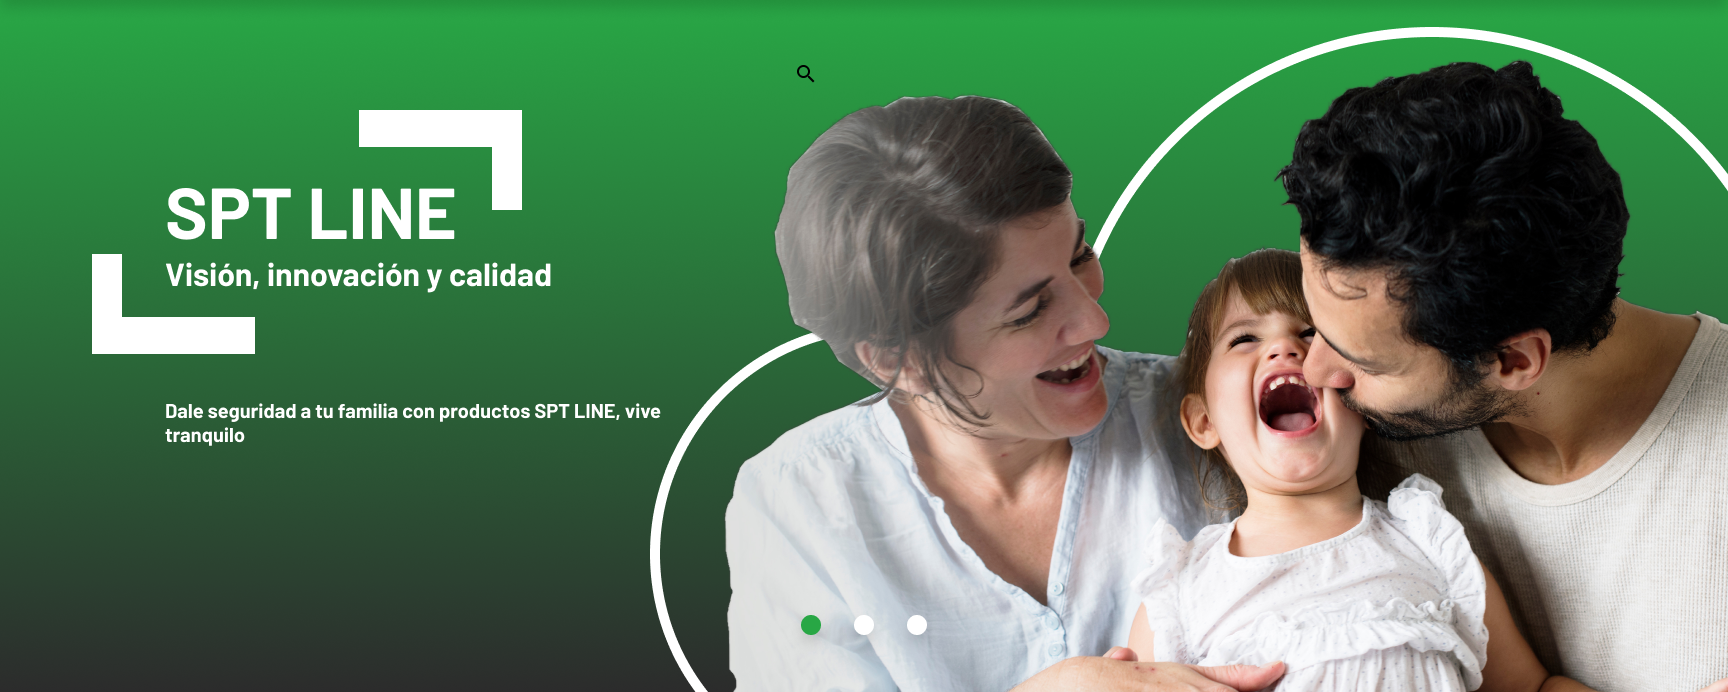 SPT LINE
Visión, innovación y calidad
Dale seguridad a tu familia con productos SPT LINE, vive
tranquilo